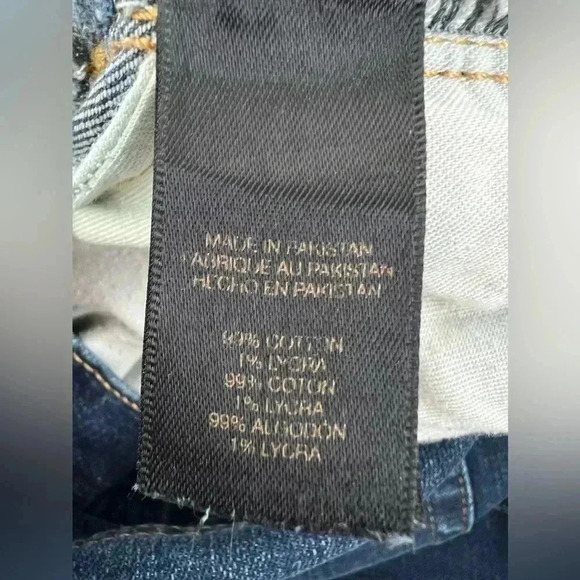 MADE IN PAKISTAN
FABRIQUE AU PAKISTAN
HECHO EN PAKISTAN
99% COTTON
1% LYCRA
99% COTON
1% LYCRA
99% ALGODON
1% LYCRA